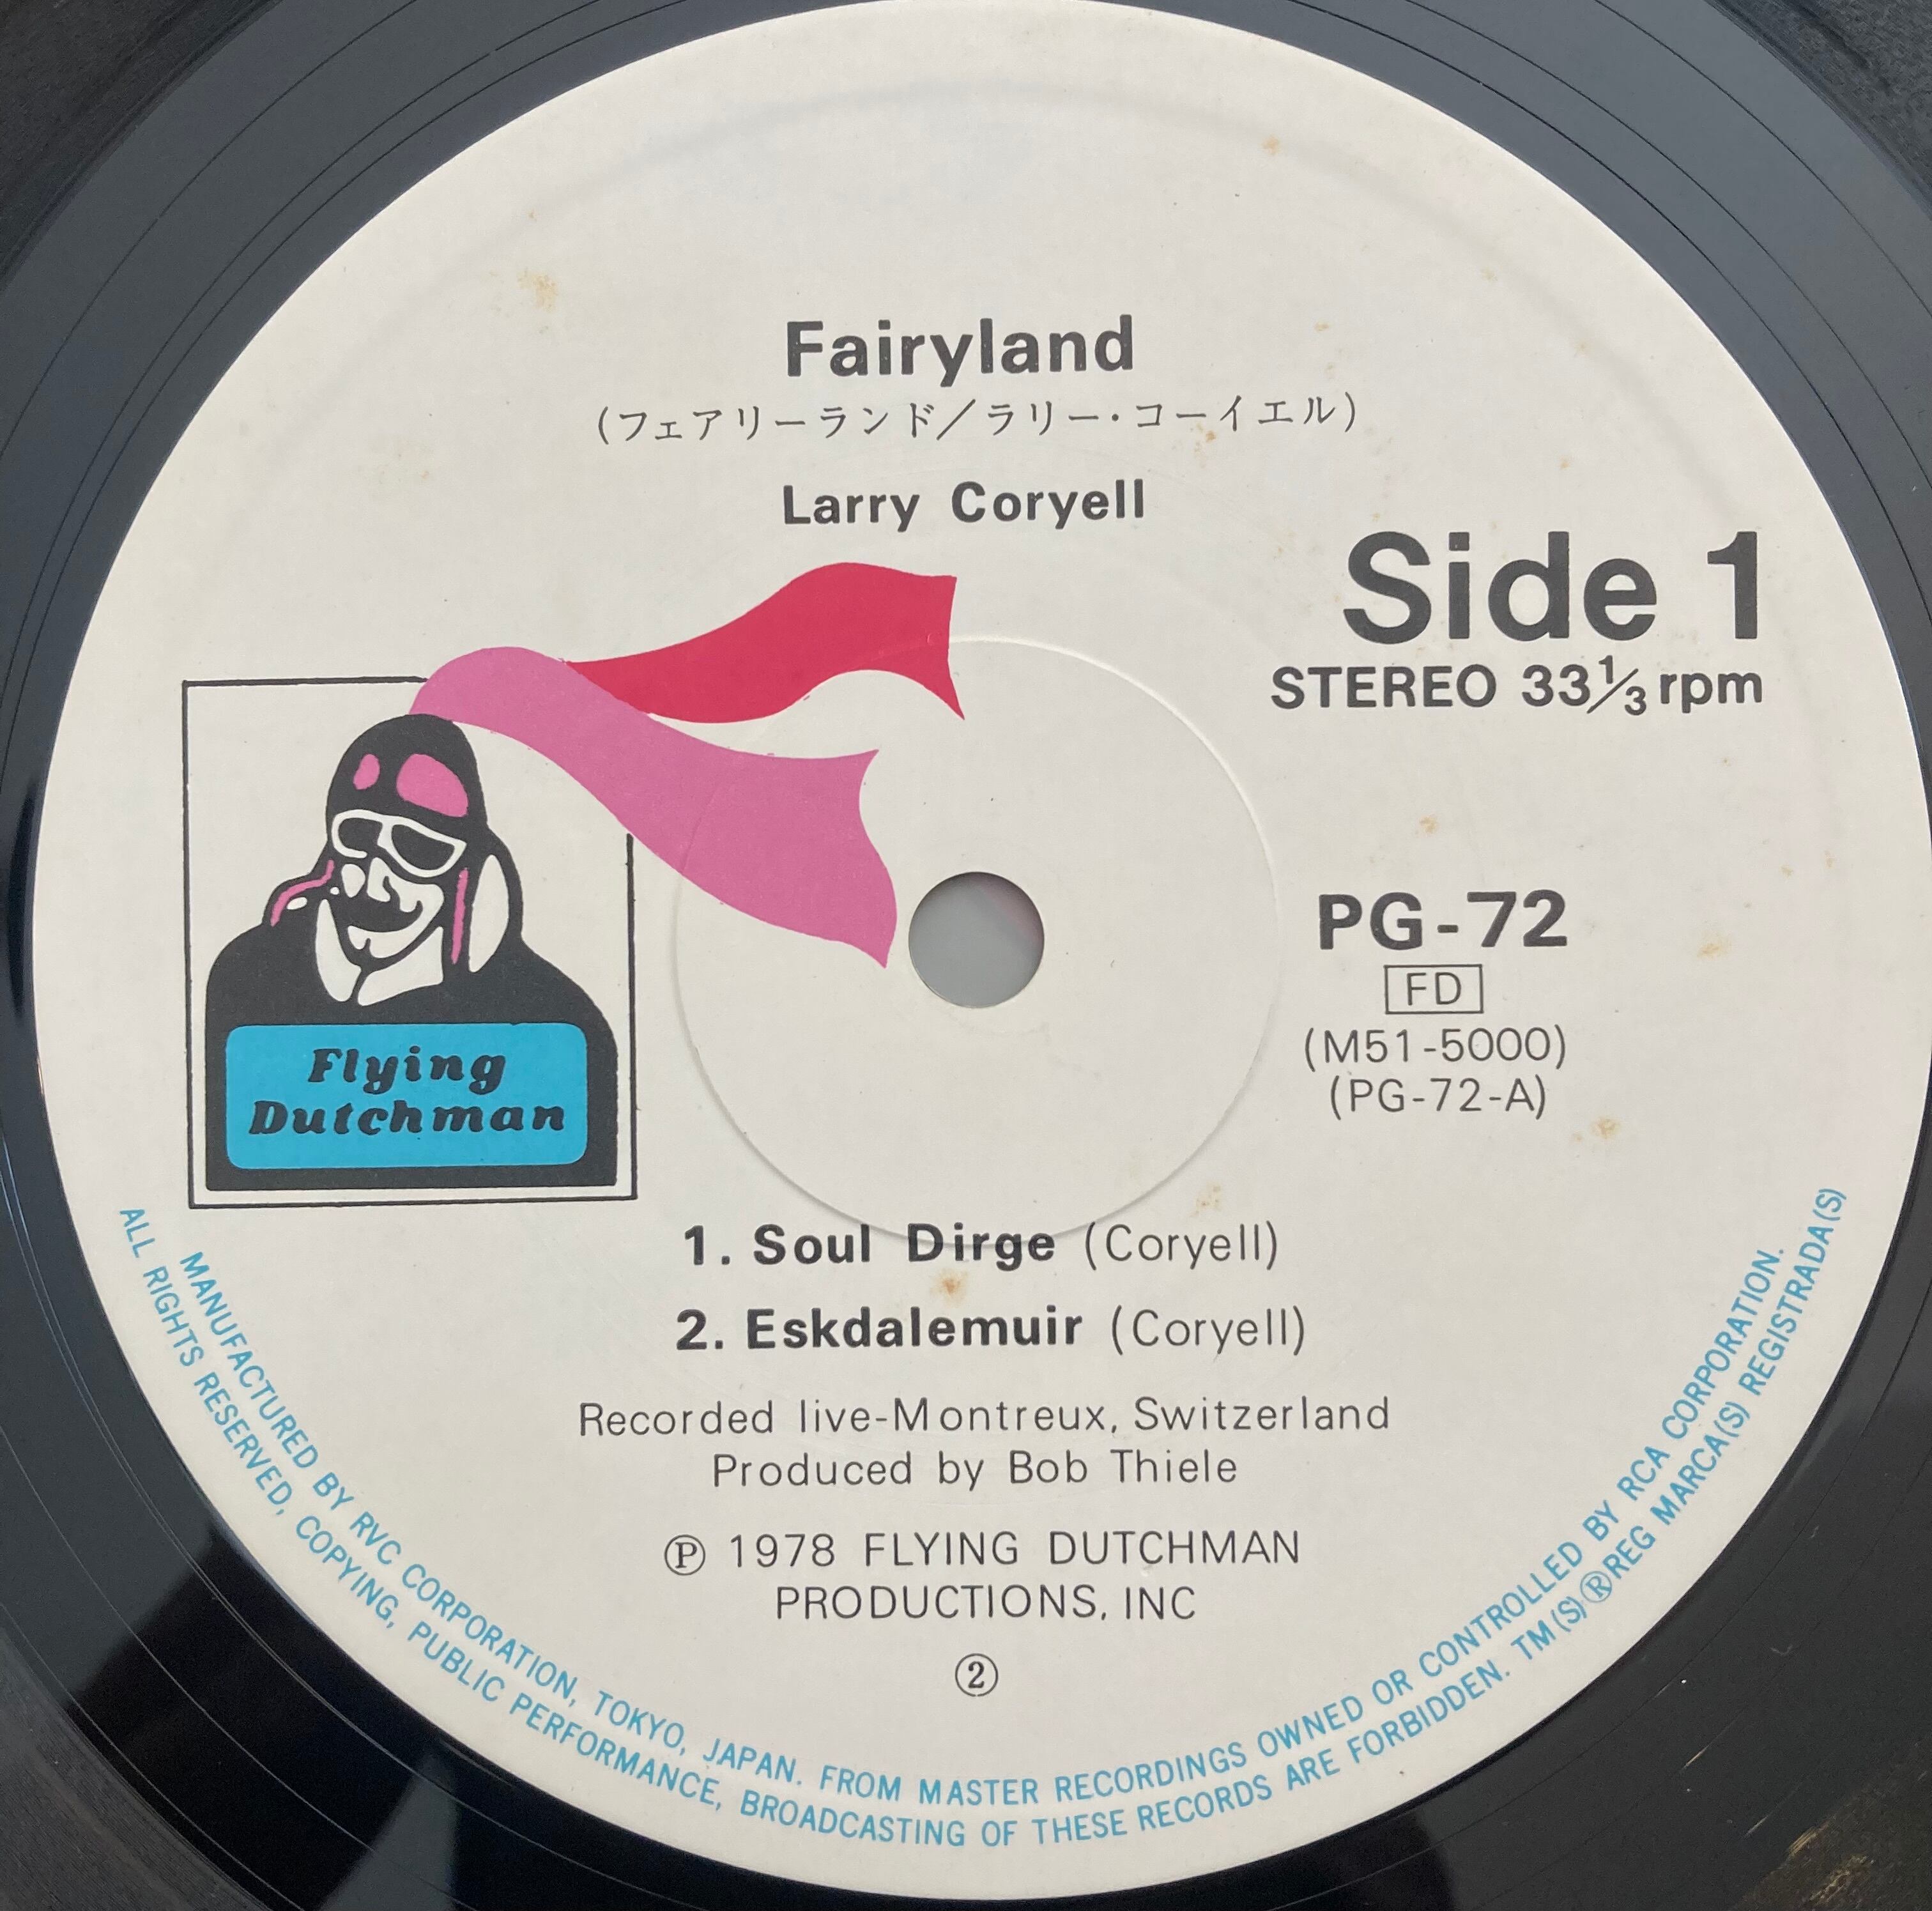 Fairyland
(フェアリーランド／ラリー・コーイエル)
Larry Coryell
Side 1
STEREO 33⅓ rpm
PG-72
FD
(M51-5000)
(PG-72-A)
Flying
Dutchman
1. Soul Dirge (Coryell)
2. Eskdalemuir (Coryell)
Recorded live-Montreux, Switzerland
Produced by Bob Thiele
Ⓟ 1978 FLYING DUTCHMAN
PRODUCTIONS, INC
②
MANUFACTURED BY RVC CORPORATION, TOKYO, JAPAN. FROM MASTER RECORDINGS OWNED OR CONTROLLED BY RCA CORPORATION.
ALL RIGHTS RESERVED, COPYING, PUBLIC PERFORMANCE, BROADCASTING OF THESE RECORDS ARE FORBIDDEN. TM(S)®REG MARCA(S) REGISTRADA(S)